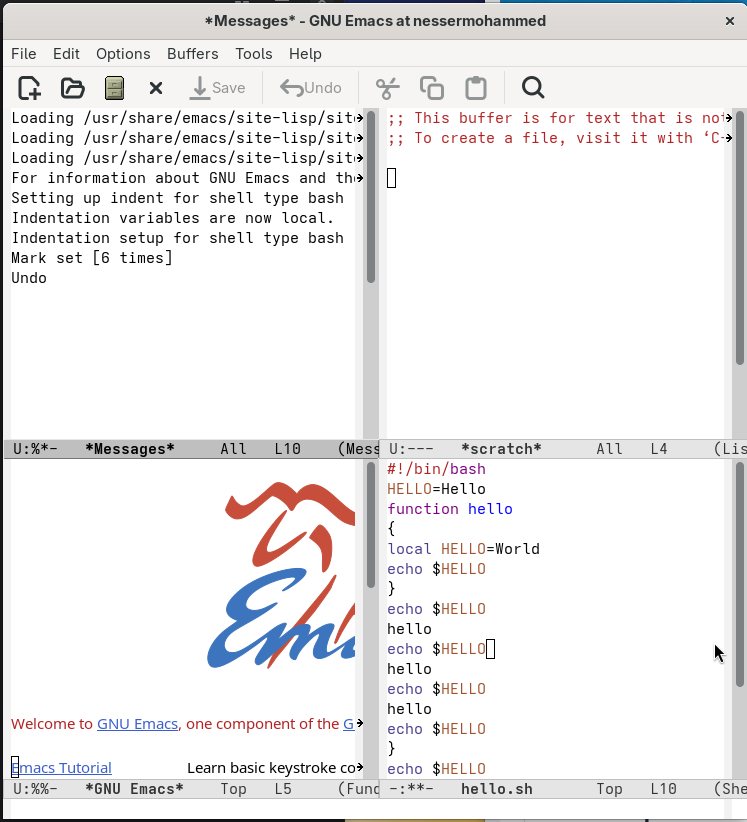 *Messages* - GNU Emacs at nessermohammed
File Edit Options Buffers Tools Help
Save Undo
Loading /usr/share/emacs/site-lisp/sit
Loading /usr/share/emacs/site-lisp/sit
Loading /usr/share/emacs/site-lisp/sit
For information about GNU Emacs and th
Setting up indent for shell type bash
Indentation variables are now local.
Indentation setup for shell type bash
Mark set [6 times]
Undo
U:%*- *Messages* All L10 (Mess
;; This buffer is for text that is not
;; To create a file, visit it with ‘C-
U:--- *scratch* All L4 (Lis
Ema
Welcome to GNU Emacs, one component of the G
Emacs Tutorial Learn basic keystroke co
U:%%- *GNU Emacs* Top L5 (Fund
#!/bin/bash
HELLO=Hello
function hello
{
local HELLO=World
echo $HELLO
}
echo $HELLO
hello
echo $HELLO
hello
echo $HELLO
hello
echo $HELLO
}
echo $HELLO
-:**- hello.sh Top L10 (She